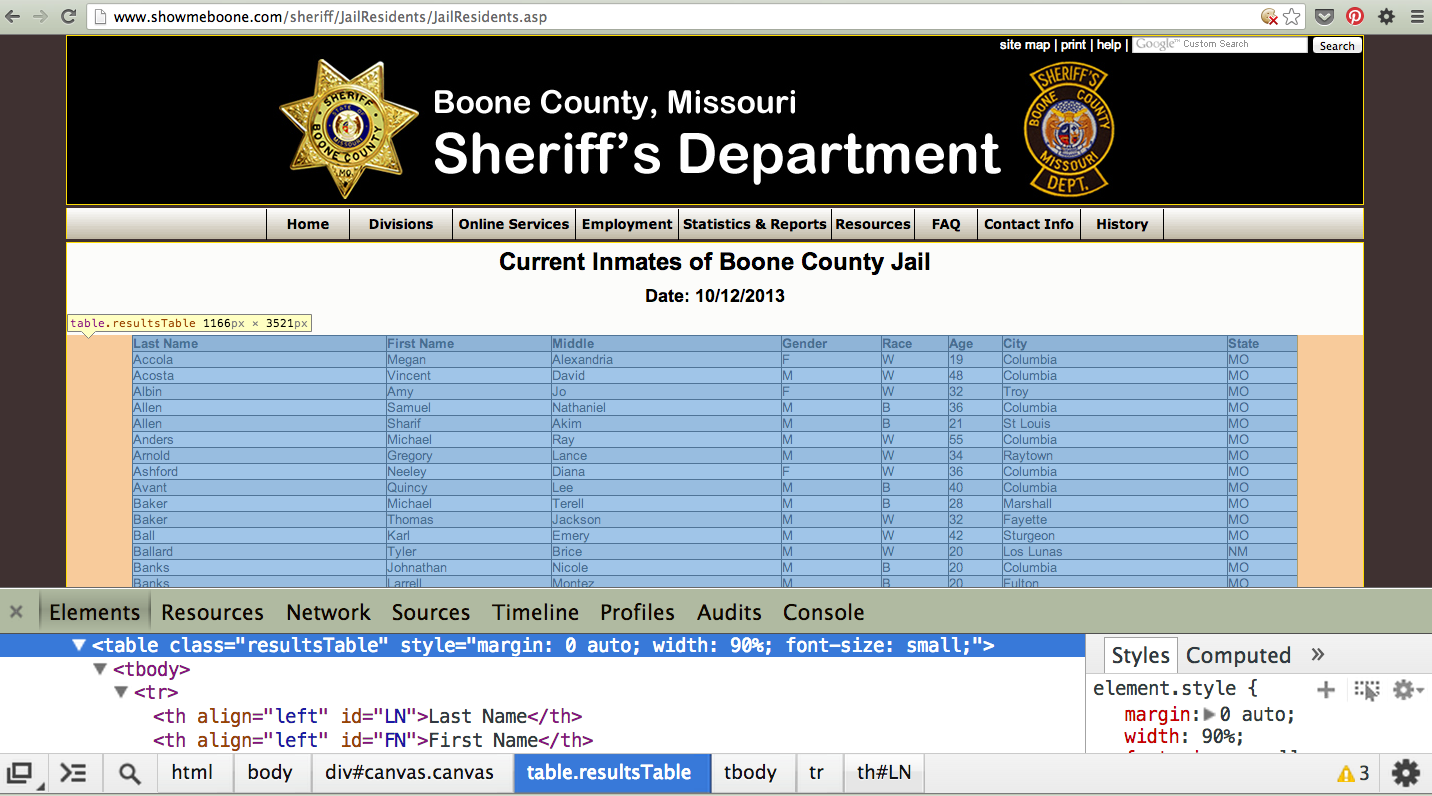 www.showmeboone.com/sheriff/JailResidents/JailResidents.asp
site map | print | help | Google™ Custom Search Search
SHERIFF
STATE OF
MISSOURI
BOONE COUNTY
MO.
Boone County, Missouri
Sheriff's Department
SHERIFF'S
BOONE COUNTY
MISSOURI
DEPT.
Home Divisions Online Services Employment Statistics & Reports Resources FAQ Contact Info History
Current Inmates of Boone County Jail
Date: 10/12/2013
table.resultsTable 1166px × 3521px
Last Name First Name Middle Gender Race Age City State
Accola Megan Alexandria F W 19 Columbia MO
Acosta Vincent David M W 48 Columbia MO
Albin Amy Jo F W 32 Troy MO
Allen Samuel Nathaniel M B 36 Columbia MO
Allen Sharif Akim M B 21 St Louis MO
Anders Michael Ray M W 55 Columbia MO
Arnold Gregory Lance M W 34 Raytown MO
Ashford Neeley Diana F W 36 Columbia MO
Avant Quincy Lee M B 40 Columbia MO
Baker Michael Terell M B 28 Marshall MO
Baker Thomas Jackson M W 32 Fayette MO
Ball Karl Emery M W 42 Sturgeon MO
Ballard Tyler Brice M W 20 Los Lunas NM
Banks Johnathan Nicole M B 20 Columbia MO
Banks Larrell Montez M B 20 Fulton MO
× Elements Resources Network Sources Timeline Profiles Audits Console
<table class="resultsTable" style="margin: 0 auto; width: 90%; font-size: small;">
<tbody>
<tr>
<th align="left" id="LN">Last Name</th>
<th align="left" id="FN">First Name</th>
Styles Computed »
element.style {
margin: 0 auto;
width: 90%;
html body div#canvas.canvas table.resultsTable tbody tr th#LN 3